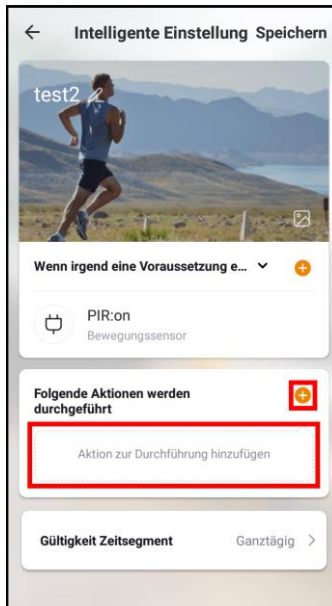 Intelligente Einstellung Speichern
test2
Wenn irgend eine Voraussetzung e...
PIR:on
Bewegungssensor
Folgende Aktionen werden
durchgeführt
Aktion zur Durchführung hinzufügen
Gültigkeit Zeitsegment Ganztägig